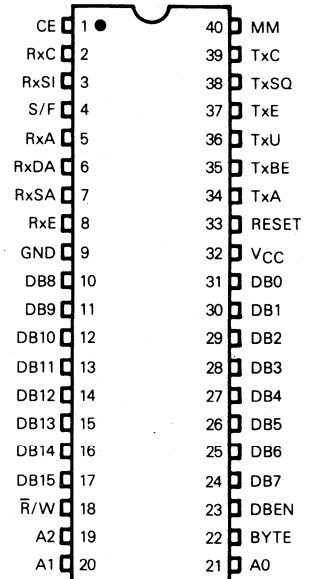 CE 1 40 MM
RxC 2 39 TxC
RxSI 3 38 TxSQ
S/F 4 37 TxE
RxA 5 36 TxU
RxDA 6 35 TxBE
RxSA 7 34 TxA
RxE 8 33 RESET
GND 9 32 VCC
DB8 10 31 DB0
DB9 11 30 DB1
DB10 12 29 DB2
DB11 13 28 DB3
DB12 14 27 DB4
DB13 15 26 DB5
DB14 16 25 DB6
DB15 17 24 DB7
R̅/W 18 23 DBEN
A2 19 22 BYTE
A1 20 21 A0